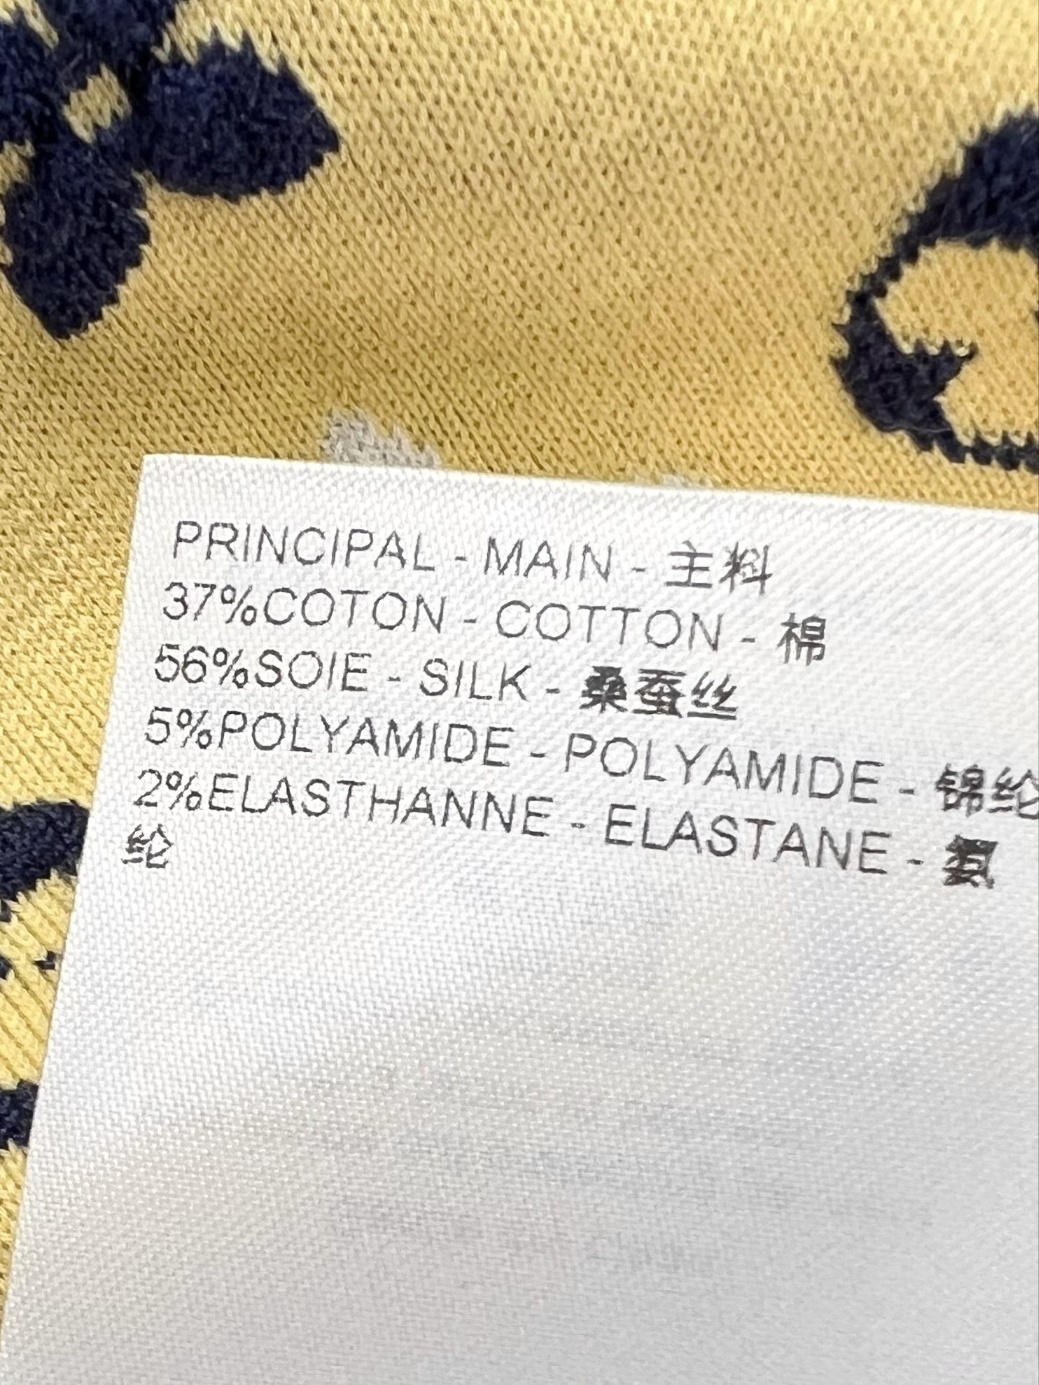 PRINCIPAL - MAIN - 主料
37%COTON - COTTON - 棉
56%SOIE - SILK - 桑蚕丝
5%POLYAMIDE - POLYAMIDE - 锦纶
2%ELASTHANNE - ELASTANE - 氨
纶